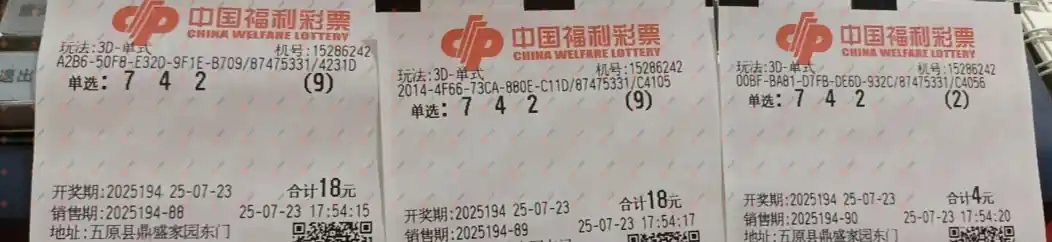 中国福利彩票
CHINA WELFARE LOTTERY
玩法:3D-单式 机号:15286242
A2B6-50F8-E32D-9F1E-B709/87475331/4231D
单选: 7 4 2 (9)
开奖期:2025194 25-07-23 合计18元
销售期:2025194-88 25-07-23 17:54:15
地址:五原县鼎盛家园东门
中国福利彩票
CHINA WELFARE LOTTERY
玩法:3D-单式 机号:15286242
2014-4F66-73CA-880E-C11D/87475331/C4105
单选: 7 4 2 (9)
开奖期:2025194 25-07-23 合计18元
销售期:2025194-89 25-07-23 17:54:17
中国福利彩票
CHINA WELFARE LOTTERY
玩法:3D-单式 机号:15286242
00BF-BA81-D7FB-DE6D-932C/87475331/C4056
单选: 7 4 2 (2)
开奖期:2025194 25-07-23 合计4元
销售期:2025194-90 25-07-23 17:54:20
地址:五原县鼎盛家园东门
退出